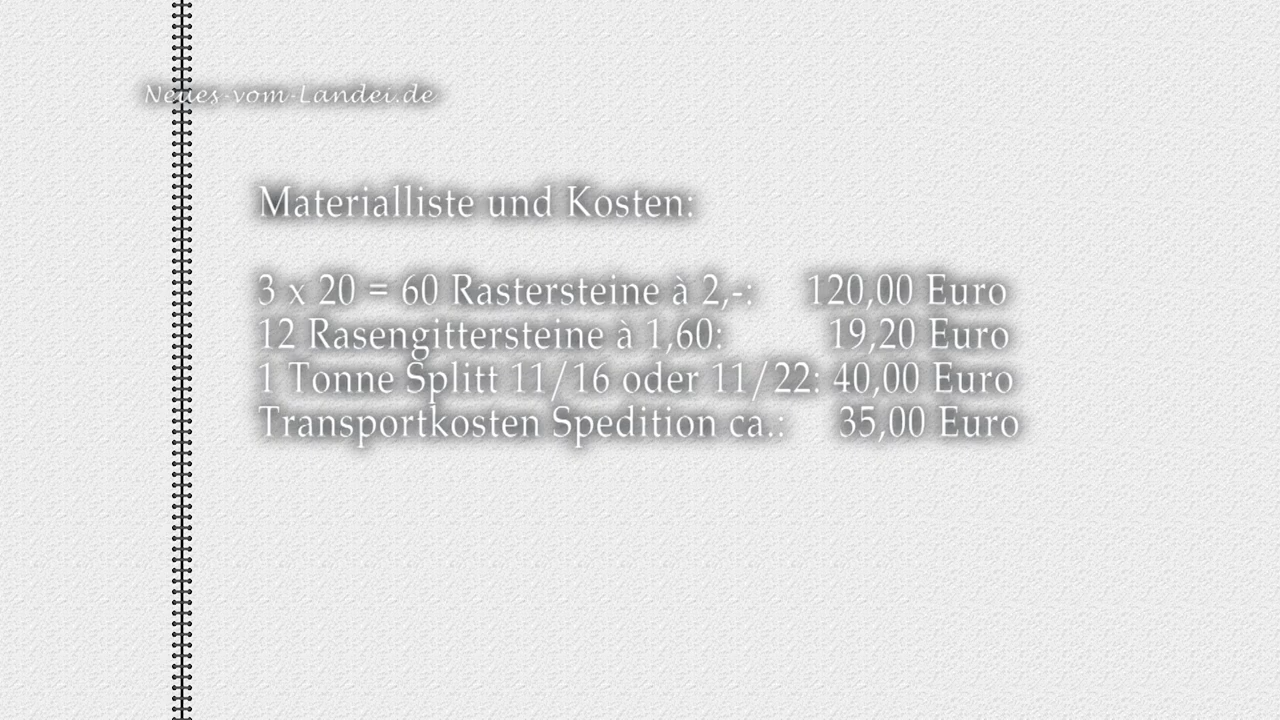 Neues-vom-Landei.de
Materialliste und Kosten:
3 x 20 = 60 Rastersteine à 2,-: 120,00 Euro
12 Rasengittersteine à 1,60: 19,20 Euro
1 Tonne Splitt 11/16 oder 11/22: 40,00 Euro
Transportkosten Spedition ca.: 35,00 Euro